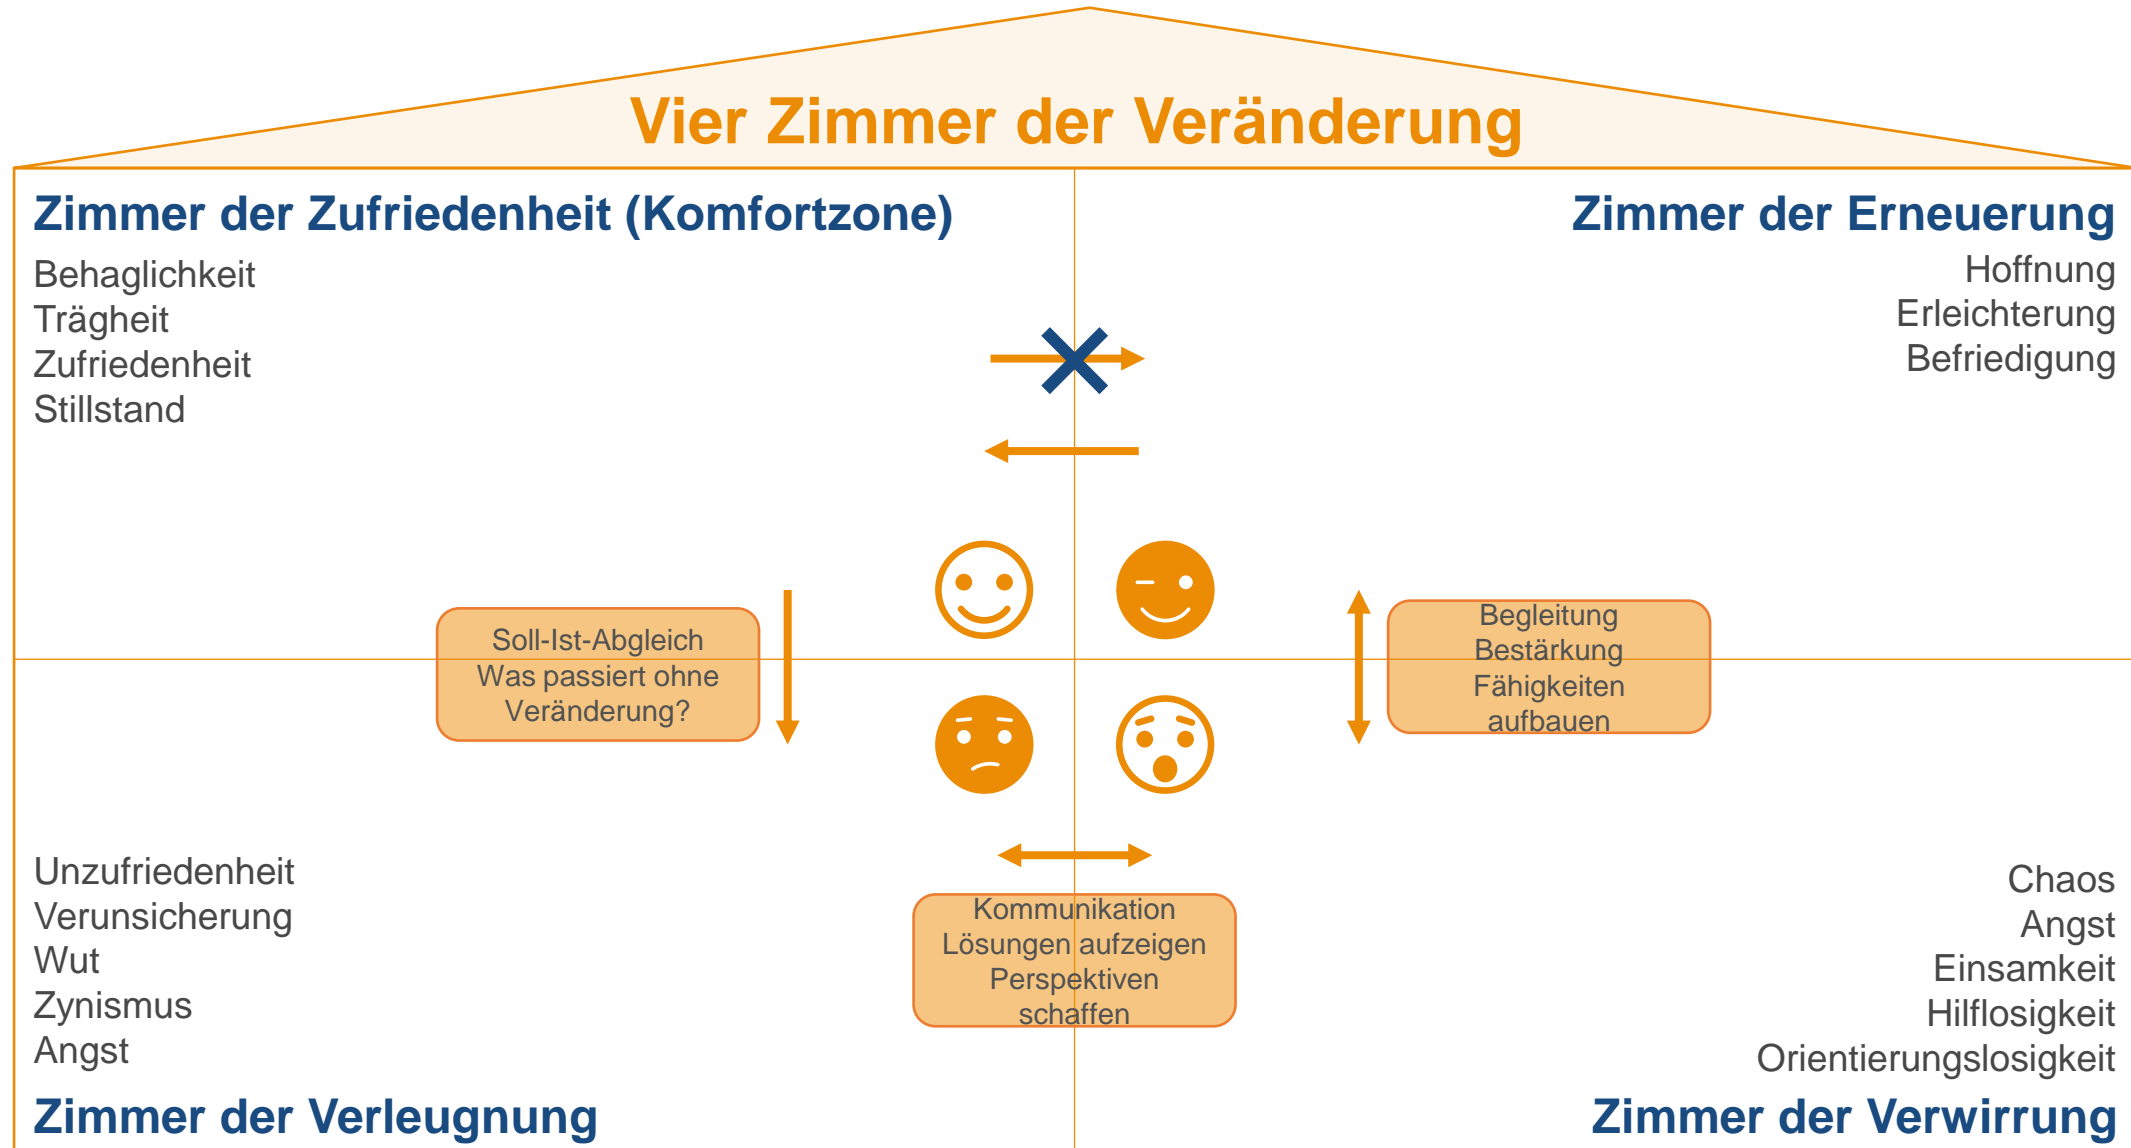 Vier Zimmer der Veränderung
Zimmer der Zufriedenheit (Komfortzone)
Behaglichkeit
Trägheit
Zufriedenheit
Stillstand
Zimmer der Erneuerung
Hoffnung
Erleichterung
Befriedigung
Soll-Ist-Abgleich
Was passiert ohne
Veränderung?
Begleitung
Bestärkung
Fähigkeiten
aufbauen
Unzufriedenheit
Verunsicherung
Wut
Zynismus
Angst
Zimmer der Verleugnung
Kommunikation
Lösungen aufzeigen
Perspektiven
schaffen
Chaos
Angst
Einsamkeit
Hilflosigkeit
Orientierungslosigkeit
Zimmer der Verwirrung